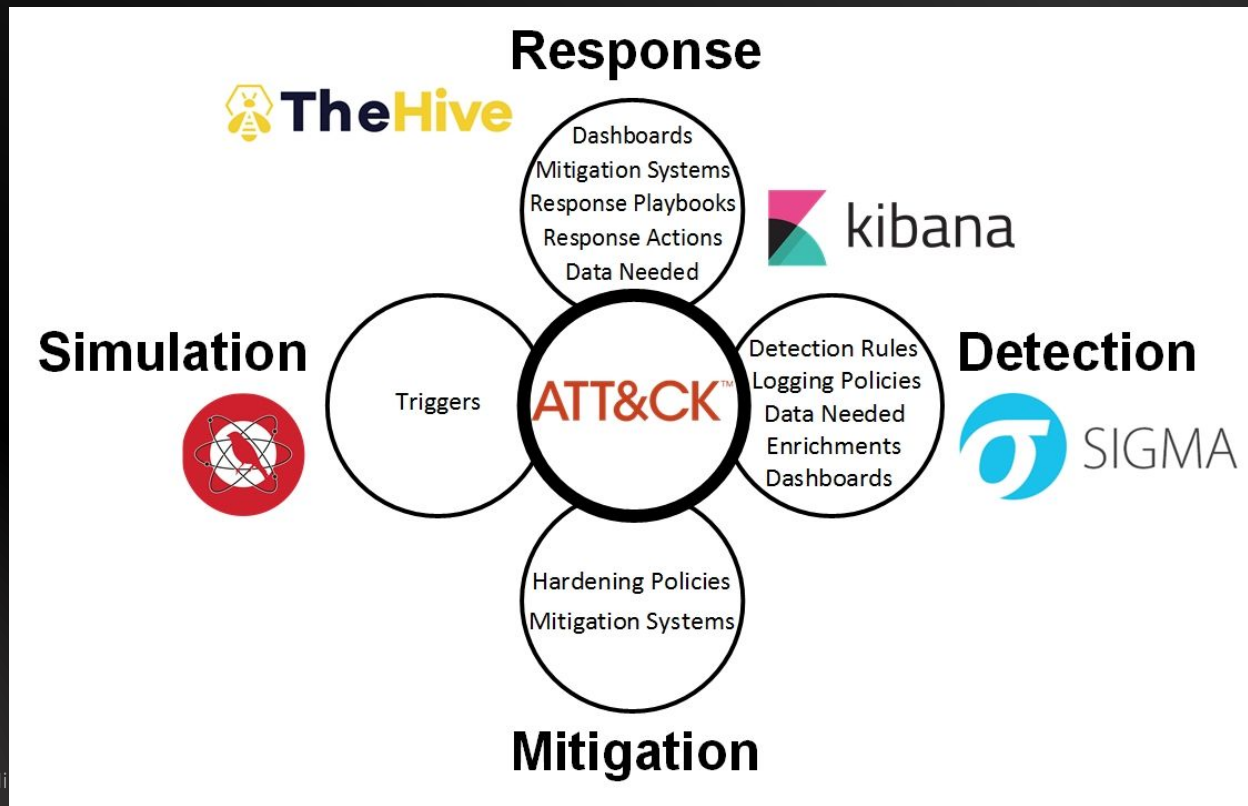 Response
TheHive
Dashboards
Mitigation Systems
Response Playbooks
Response Actions
Data Needed
kibana
Simulation
Triggers
ATT&CK™
Detection Rules
Logging Policies
Data Needed
Enrichments
Dashboards
Detection
SIGMA
Hardening Policies
Mitigation Systems
Mitigation